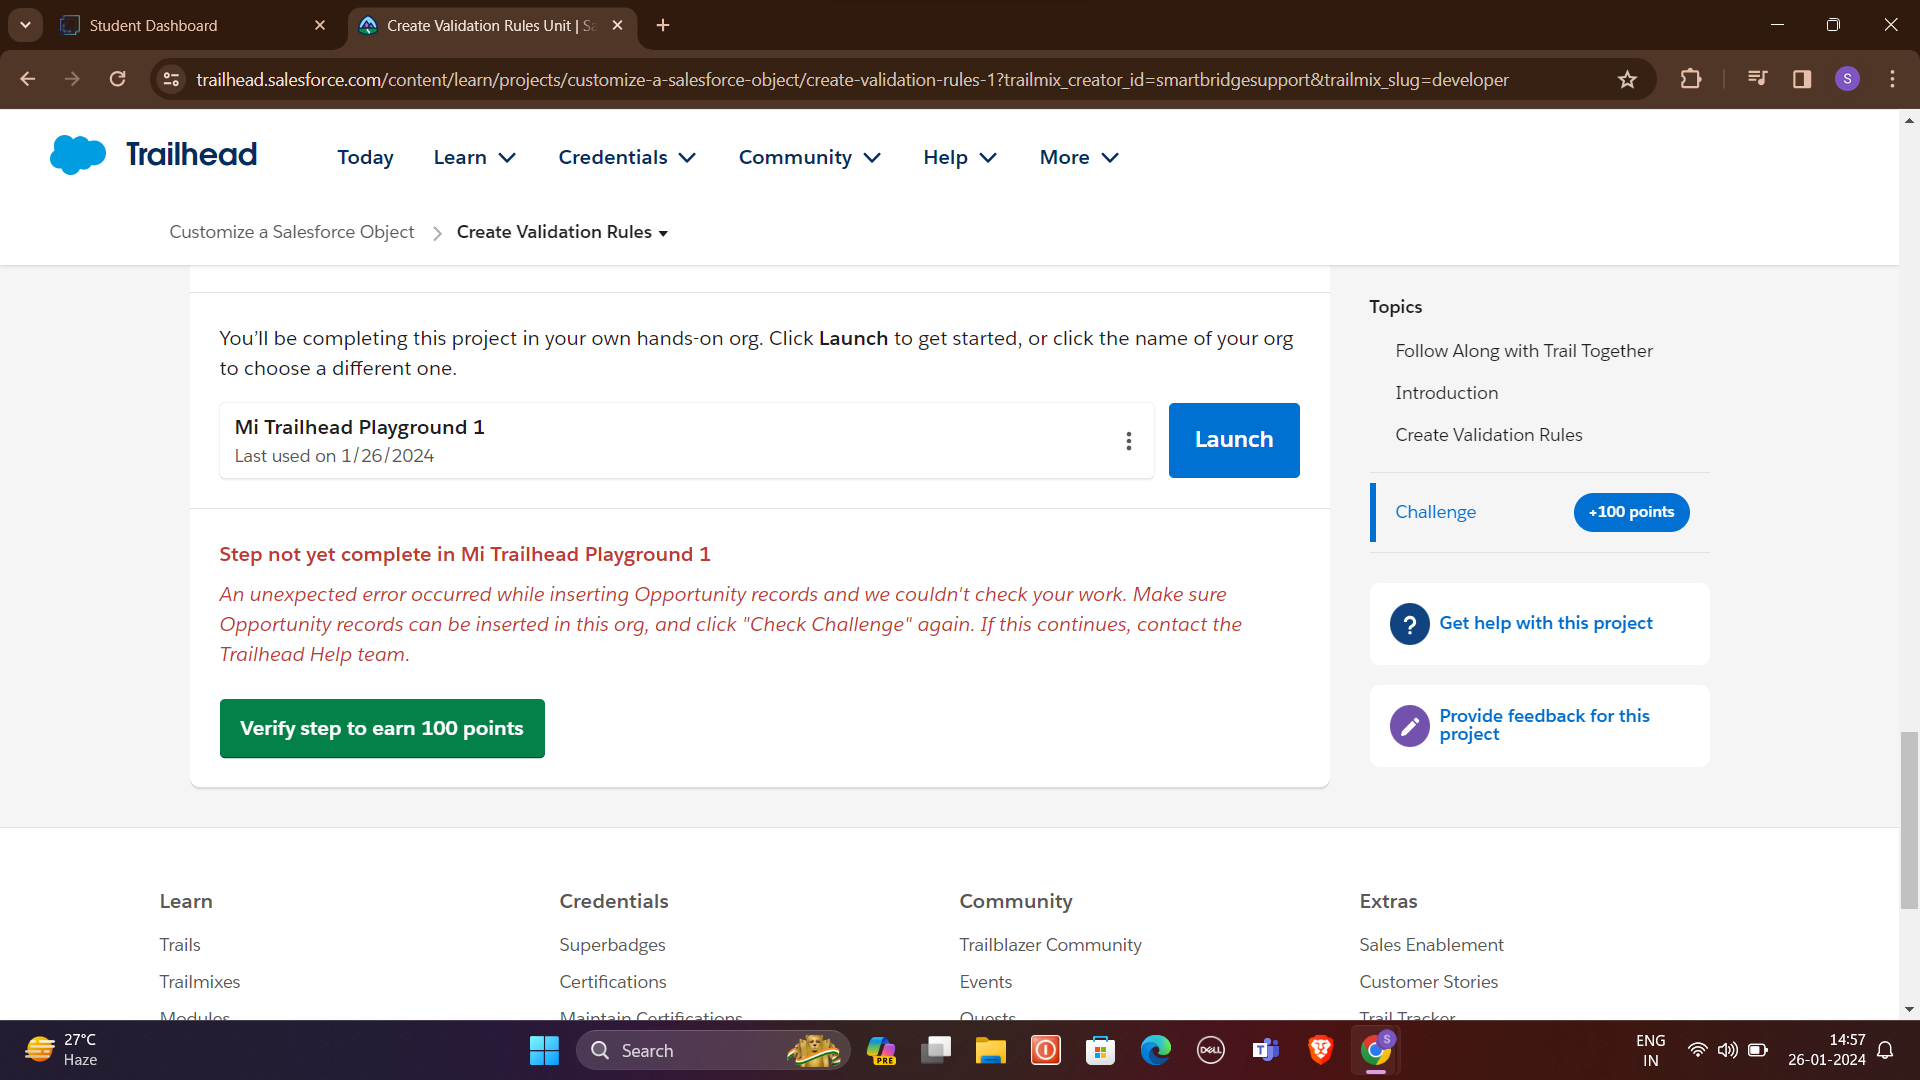 Student Dashboard
Create Validation Rules Unit | Sa
trailhead.salesforce.com/content/learn/projects/customize-a-salesforce-object/create-validation-rules-1?trailmix_creator_id=smartbridgesupport&trailmix_slug=developer
S
Trailhead
Today
Learn
Credentials
Community
Help
More
Customize a Salesforce Object
Create Validation Rules
You’ll be completing this project in your own hands-on org. Click Launch to get started, or click the name of your org
to choose a different one.
Mi Trailhead Playground 1
Last used on 1/26/2024
Launch
Step not yet complete in Mi Trailhead Playground 1
An unexpected error occurred while inserting Opportunity records and we couldn't check your work. Make sure
Opportunity records can be inserted in this org, and click "Check Challenge" again. If this continues, contact the
Trailhead Help team.
Verify step to earn 100 points
Topics
Follow Along with Trail Together
Introduction
Create Validation Rules
Challenge
+100 points
?
Get help with this project
Provide feedback for this
project
Learn
Trails
Trailmixes
Modules
Credentials
Superbadges
Certifications
Maintain Certifications
Community
Trailblazer Community
Events
Quests
Extras
Sales Enablement
Customer Stories
Trail Tracker
27°C
Haze
Search
PRE
DELL
S
ENG
IN
14:57
26-01-2024